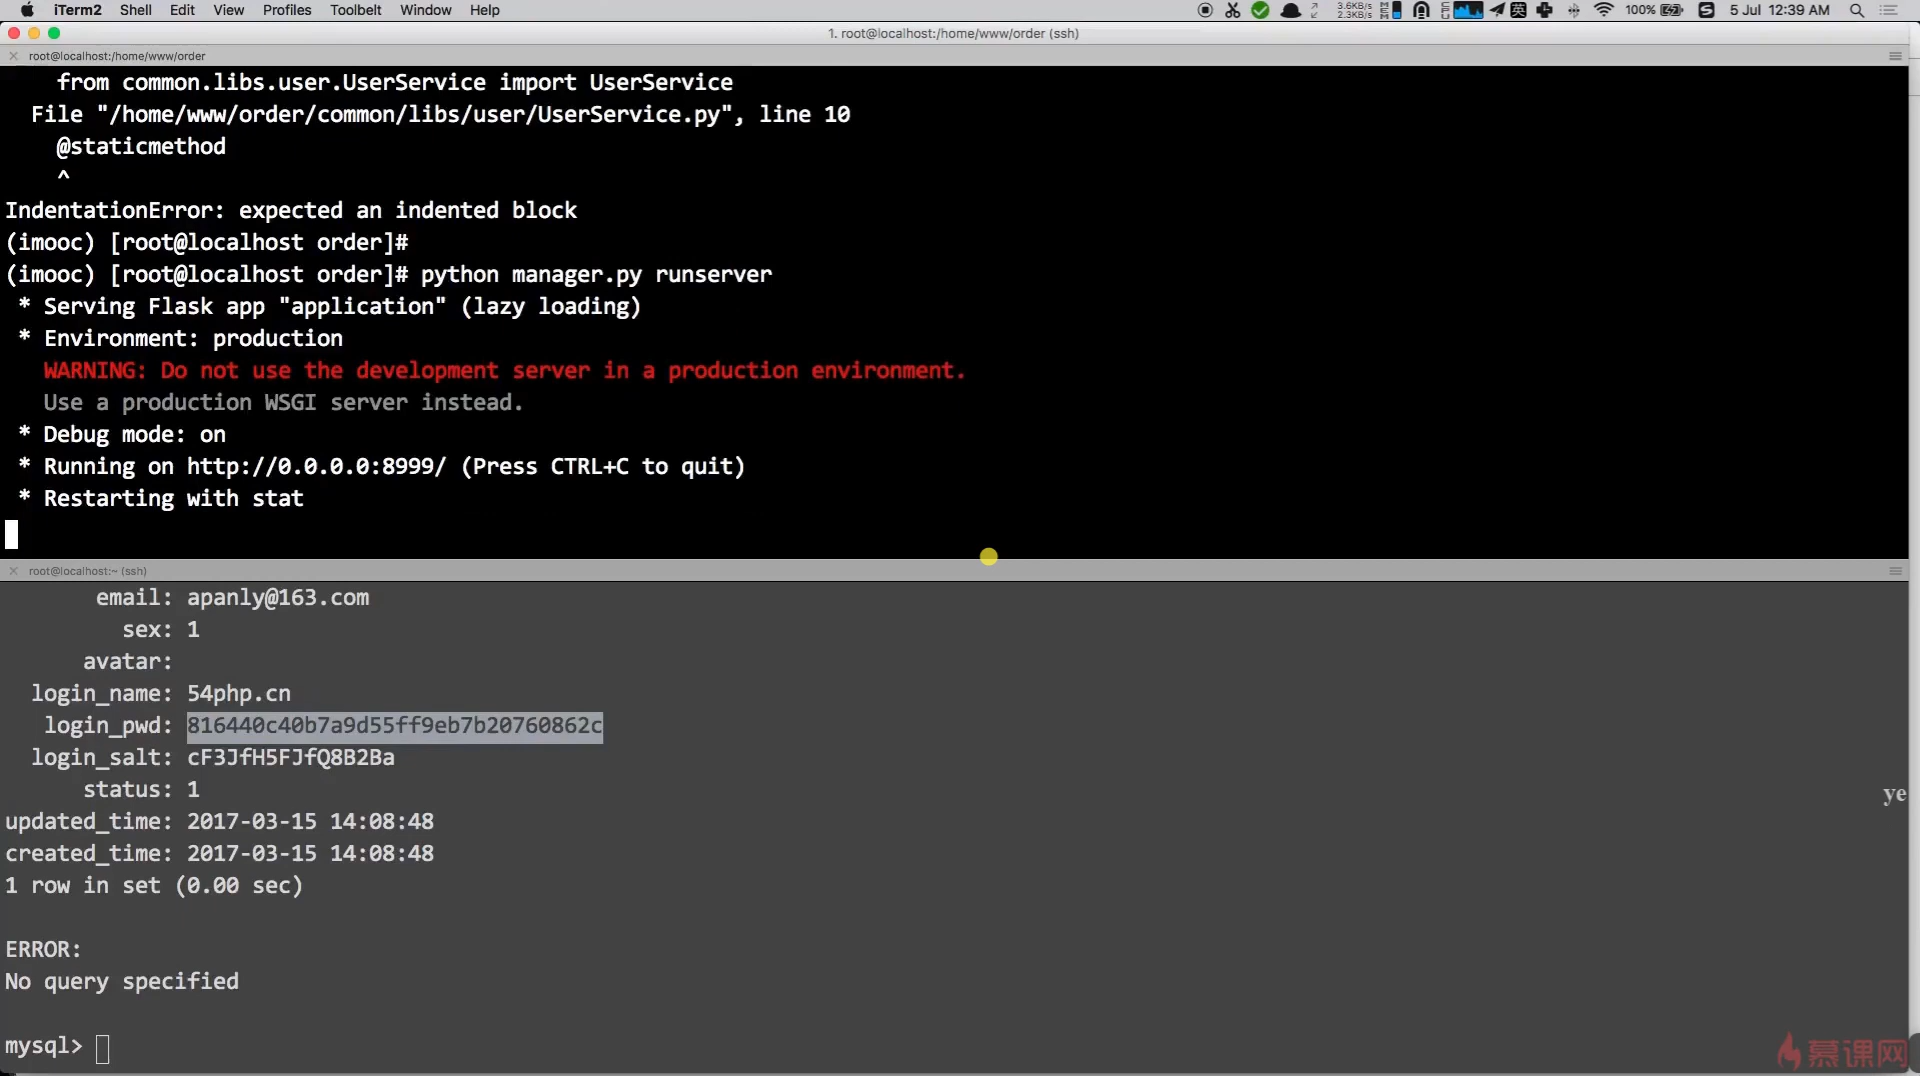 iTerm2 Shell Edit View Profiles Toolbelt Window Help
3.6KB/s
2.3KB/s
英 100% 5 Jul 12:39 AM
1. root@localhost:/home/www/order (ssh)
root@localhost:/home/www/order
from common.libs.user.UserService import UserService
File "/home/www/order/common/libs/user/UserService.py", line 10
@staticmethod
^
IndentationError: expected an indented block
(imooc) [root@localhost order]#
(imooc) [root@localhost order]# python manager.py runserver
* Serving Flask app "application" (lazy loading)
* Environment: production
WARNING: Do not use the development server in a production environment.
Use a production WSGI server instead.
* Debug mode: on
* Running on http://0.0.0.0:8999/ (Press CTRL+C to quit)
* Restarting with stat
root@localhost:~ (ssh)
email: apanly@163.com
sex: 1
avatar:
login_name: 54php.cn
login_pwd: 816440c40b7a9d55ff9eb7b20760862c
login_salt: cF3JfH5FJfQ8B2Ba
status: 1
ye
updated_time: 2017-03-15 14:08:48
created_time: 2017-03-15 14:08:48
1 row in set (0.00 sec)
ERROR:
No query specified
mysql>
慕课网